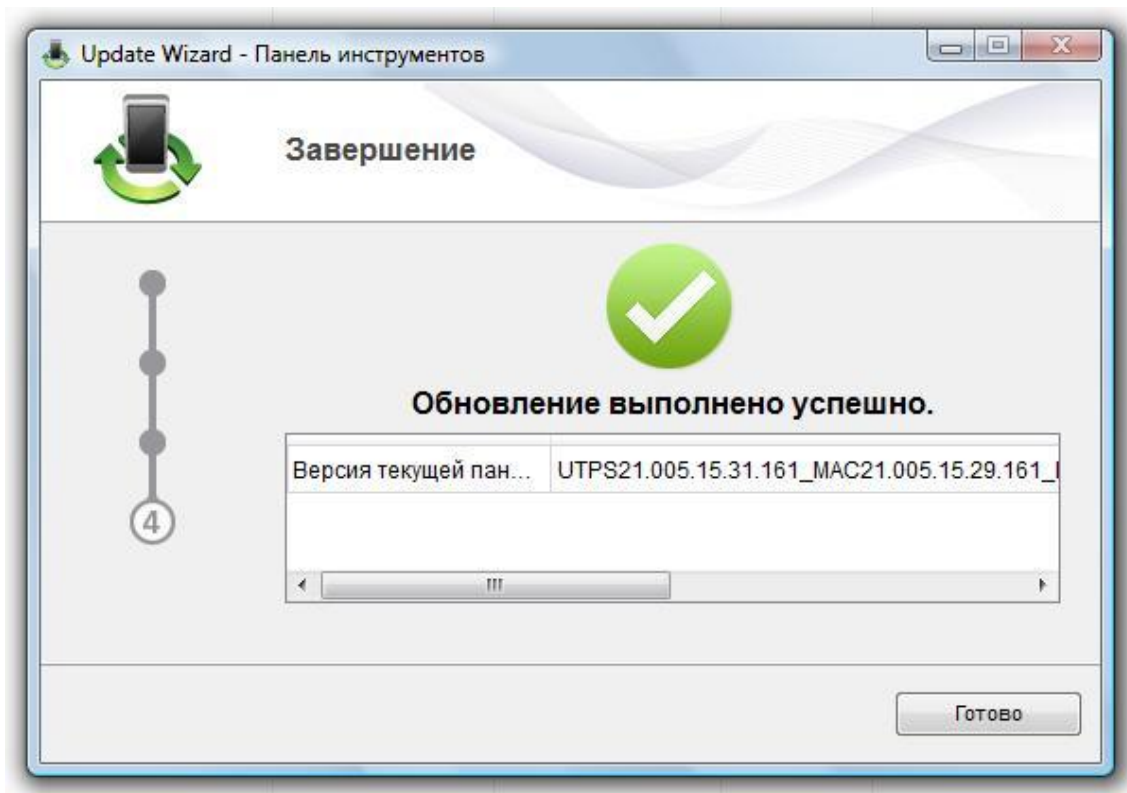 Update Wizard - Панель инструментов
Завершение
Обновление выполнено успешно.
Версия текущей пан... UTPS21.005.15.31.161_MAC21.005.15.29.161_
4
Готово